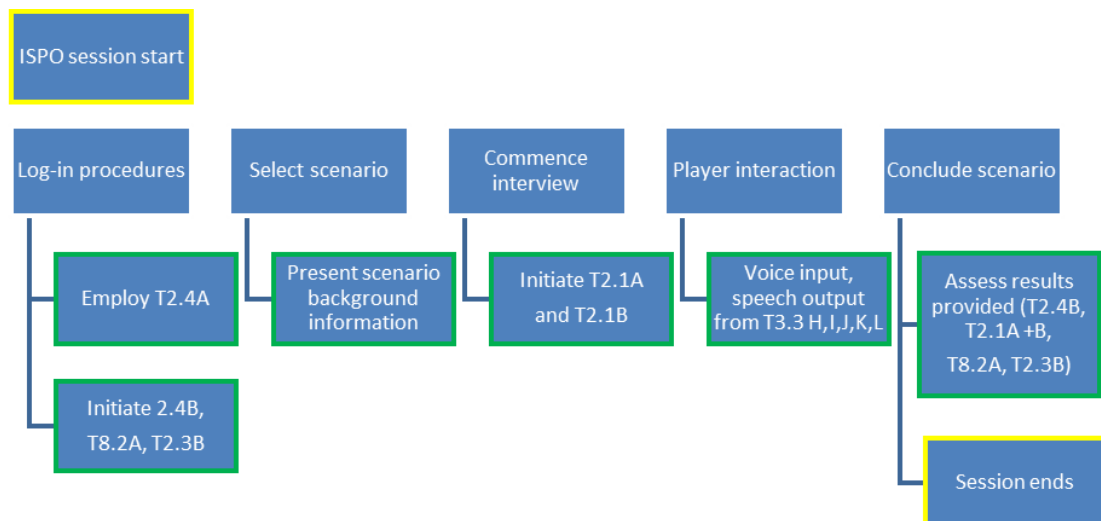 ISPO session start
Log-in procedures
Select scenario
Commence
interview
Player interaction
Conclude scenario
Employ T2.4A
Present scenario
background
information
Initiate T2.1A
and T2.1B
Voice input,
speech output
from T3.3 H,I,J,K,L
Assess results
provided (T2.4B,
T2.1A +B,
T8.2A, T2.3B)
Initiate 2.4B,
T8.2A, T2.3B
Session ends